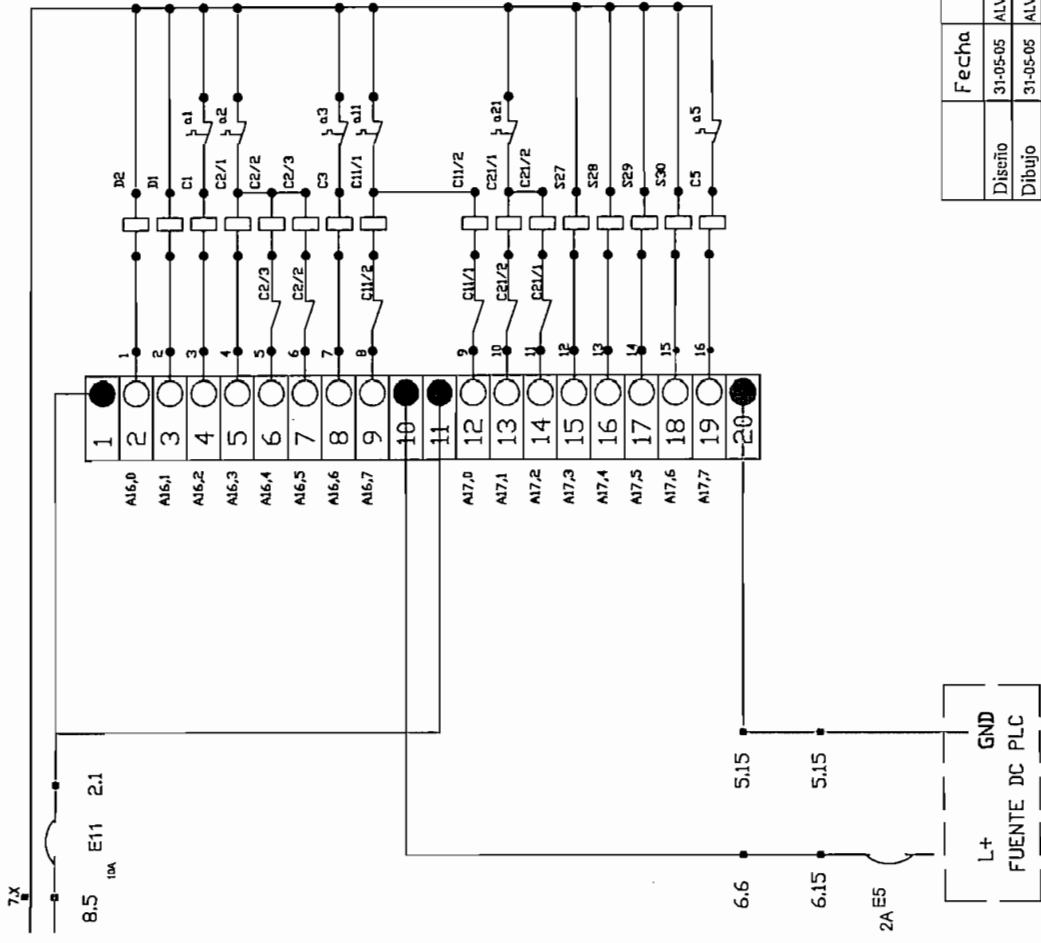 7.X
8.5
E11
10A
2.1
D2
D1
C1
a1
C2/1
a2
C2/2
C2/3
C3
a3
C11/1
a11
C11/2
C21/1
a21
C21/2
S27
S28
S29
S30
C5
a5
C2/3
C2/2
C11/2
C11/1
C21/2
C21/1
1
2
3
4
5
6
7
8
9
10
11
12
13
14
15
16
1
2
3
4
5
6
7
8
9
10
11
12
13
14
15
16
17
18
19
20
A16,0
A16,1
A16,2
A16,3
A16,4
A16,5
A16,6
A16,7
A17,0
A17,1
A17,2
A17,3
A17,4
A17,5
A17,6
A17,7
5.15
5.15
6.6
6.15
2A E5
L+ GND
FUENTE DC PLC
Fecha
Diseño 31-05-05 ALV
Dibujo 31-05-05 ALV